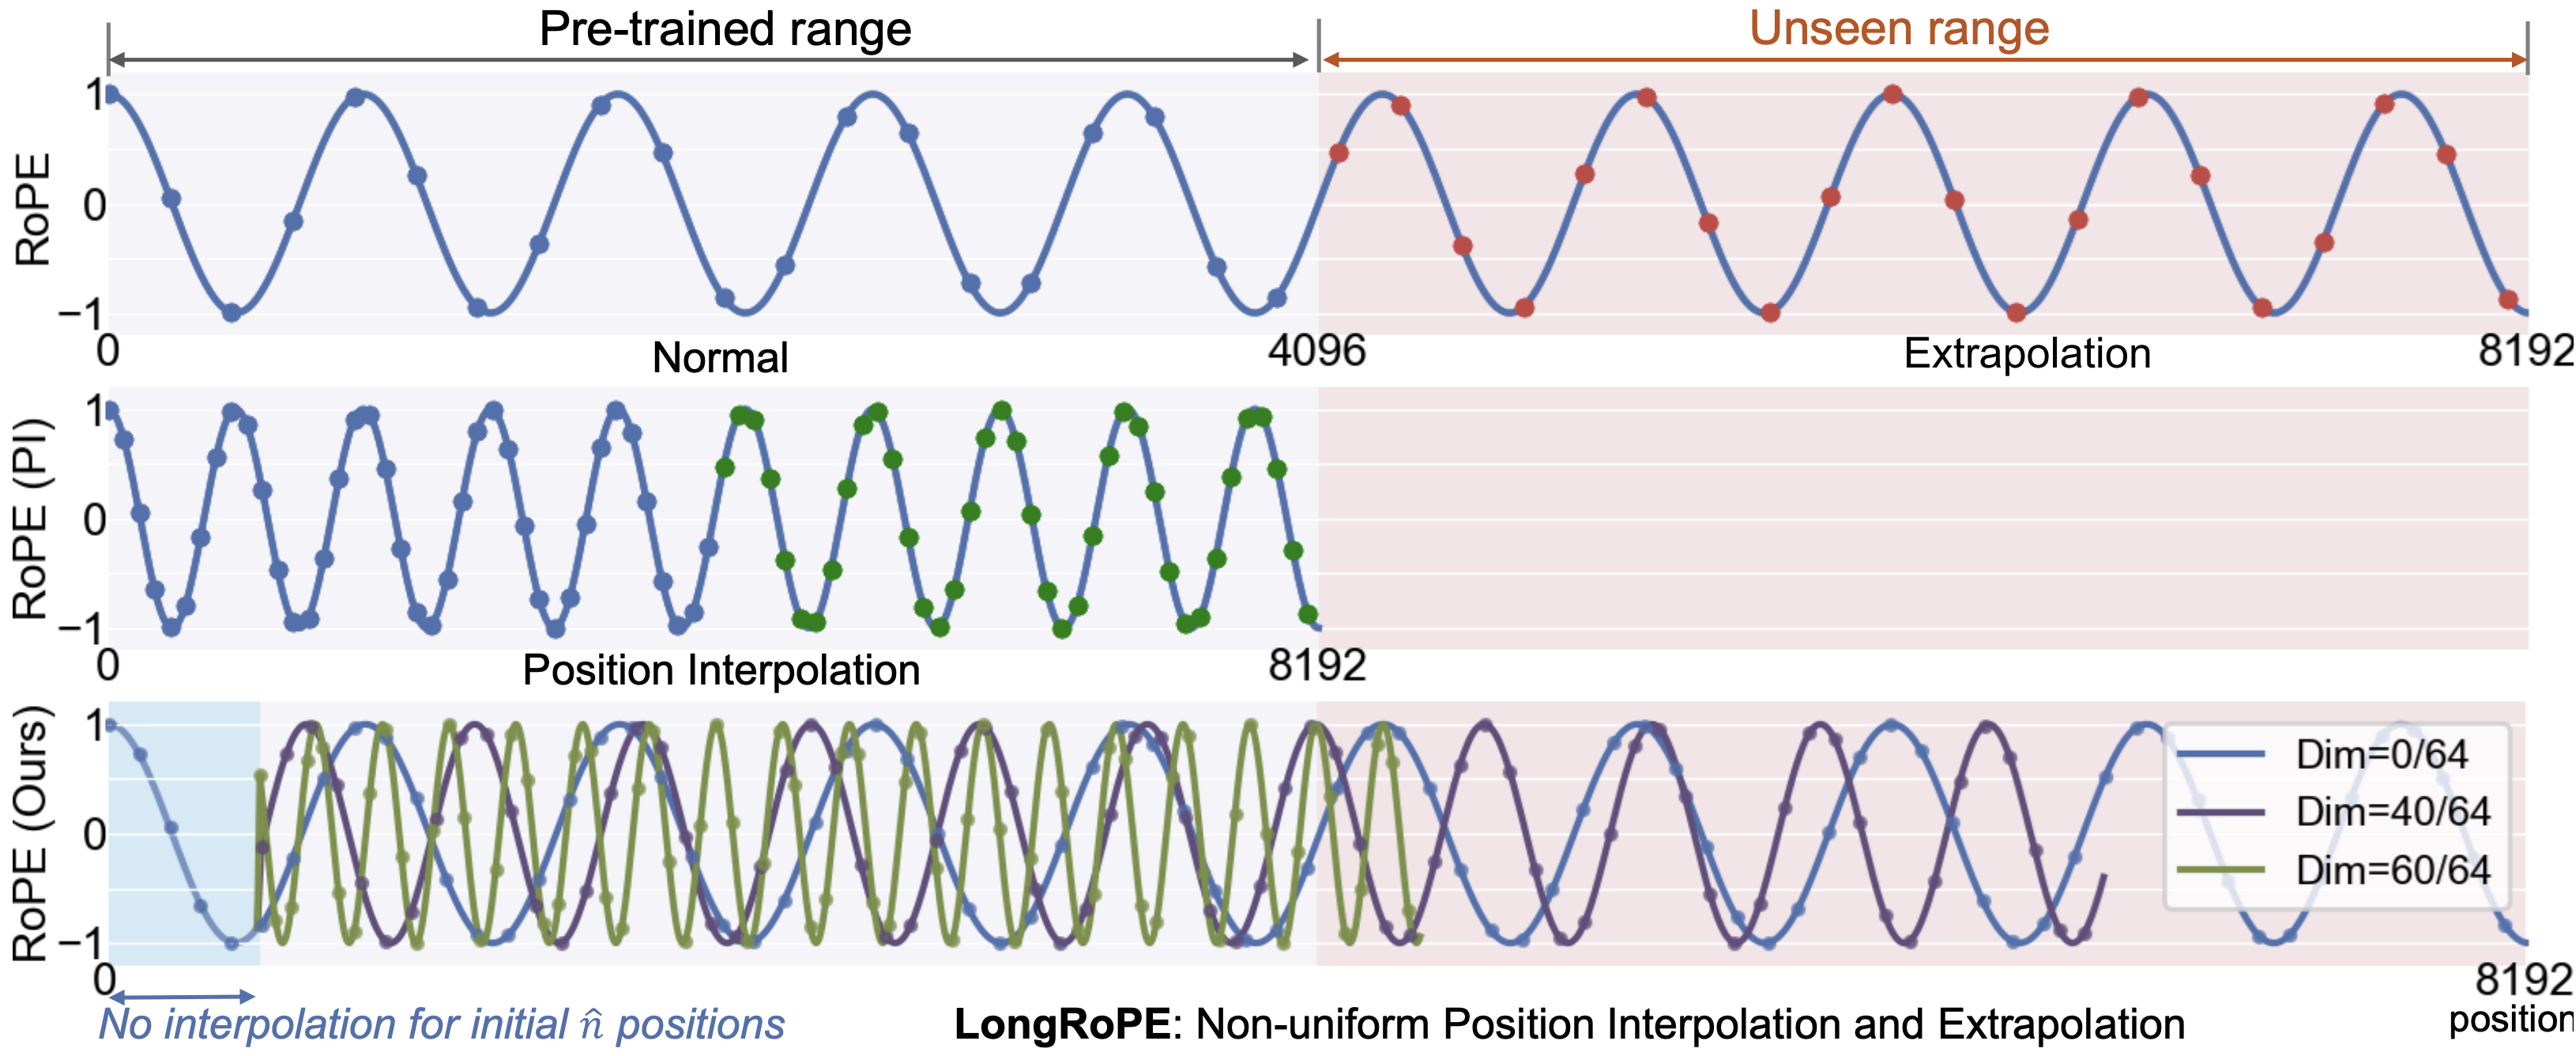 Pre-trained range
Unseen range
RoPE
1
0
−1
0
Normal
4096
Extrapolation
8192
RoPE (PI)
1
0
−1
0
Position Interpolation
8192
RoPE (Ours)
1
0
−1
Dim=0/64
Dim=40/64
Dim=60/64
0
8192
position
No interpolation for initial n̂ positions
LongRoPE: Non-uniform Position Interpolation and Extrapolation